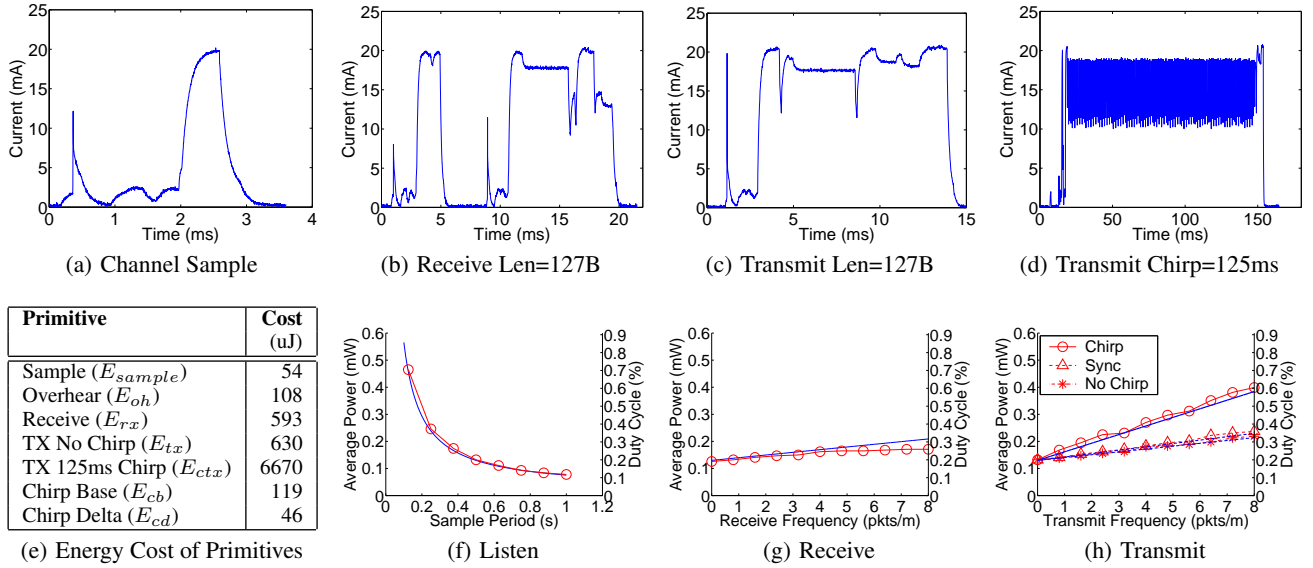 25
20
15
10
5
0
Current (mA)
0 1 2 3 4
Time (ms)
(a) Channel Sample
25
20
15
10
5
0
Current (mA)
0 5 10 15 20
Time (ms)
(b) Receive Len=127B
25
20
15
10
5
0
Current (mA)
0 5 10 15
Time (ms)
(c) Transmit Len=127B
25
20
15
10
5
0
Current (mA)
0 50 100 150
Time (ms)
(d) Transmit Chirp=125ms
Primitive Cost
(uJ)
Sample (E_sample) 54
Overhear (E_oh) 108
Receive (E_rx) 593
TX No Chirp (E_tx) 630
TX 125ms Chirp (E_ctx) 6670
Chirp Base (E_cb) 119
Chirp Delta (E_cd) 46
(e) Energy Cost of Primitives
0.6
0.5
0.4
0.3
0.2
0.1
0
Average Power (mW)
0 0.2 0.4 0.6 0.8 1.0 1.2
Sample Period (s)
0.9
0.8
0.7
0.6
0.5
0.4
0.3
0.2
0.1
0
Duty Cycle (%)
(f) Listen
0.6
0.5
0.4
0.3
0.2
0.1
0
Average Power (mW)
0 1 2 3 4 5 6 7 8
Receive Frequency (pkts/m)
0.9
0.8
0.7
0.6
0.5
0.4
0.3
0.2
0.1
0
Duty Cycle (%)
(g) Receive
0.6
0.5
0.4
0.3
0.2
0.1
0
Average Power (mW)
Chirp
Sync
No Chirp
0 1 2 3 4 5 6 7 8
Transmit Frequency (pkts/m)
0.9
0.8
0.7
0.6
0.5
0.4
0.3
0.2
0.1
0
Duty Cycle (%)
(h) Transmit